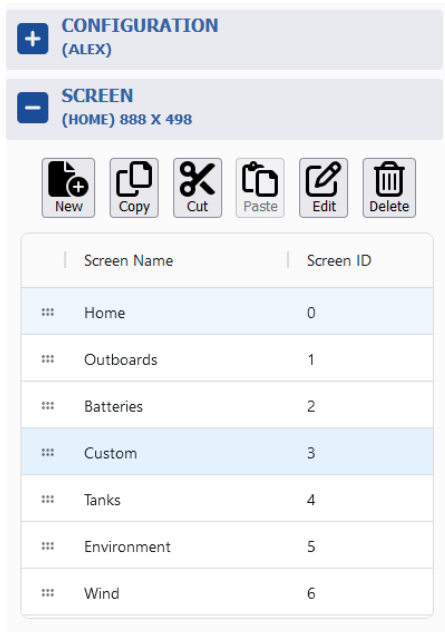 CONFIGURATION
(ALEX)
SCREEN
(HOME) 888 X 498
New Copy Cut Paste Edit Delete
Screen Name Screen ID
Home 0
Outboards 1
Batteries 2
Custom 3
Tanks 4
Environment 5
Wind 6